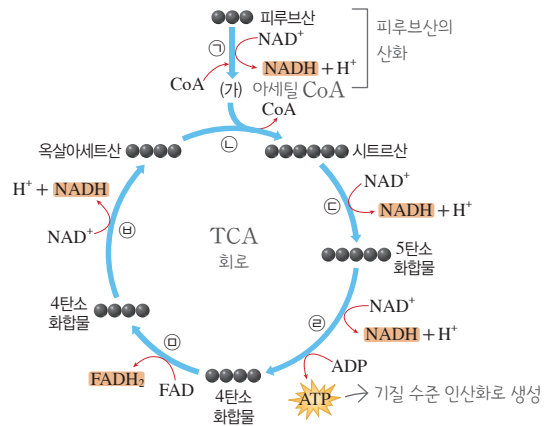 피루브산
피루브산의
산화
㉠
NAD⁺
NADH + H⁺
CoA
(가) 아세틸 CoA
CoA
옥살아세트산
㉡
시트르산
H⁺ + NADH
NAD⁺
㉥
TCA
회로
㉢
NAD⁺
NADH + H⁺
5탄소
화합물
4탄소
화합물
㉣
NAD⁺
NADH + H⁺
㉤
ADP
FADH₂
FAD
4탄소
화합물
ATP
기질 수준 인산화로 생성